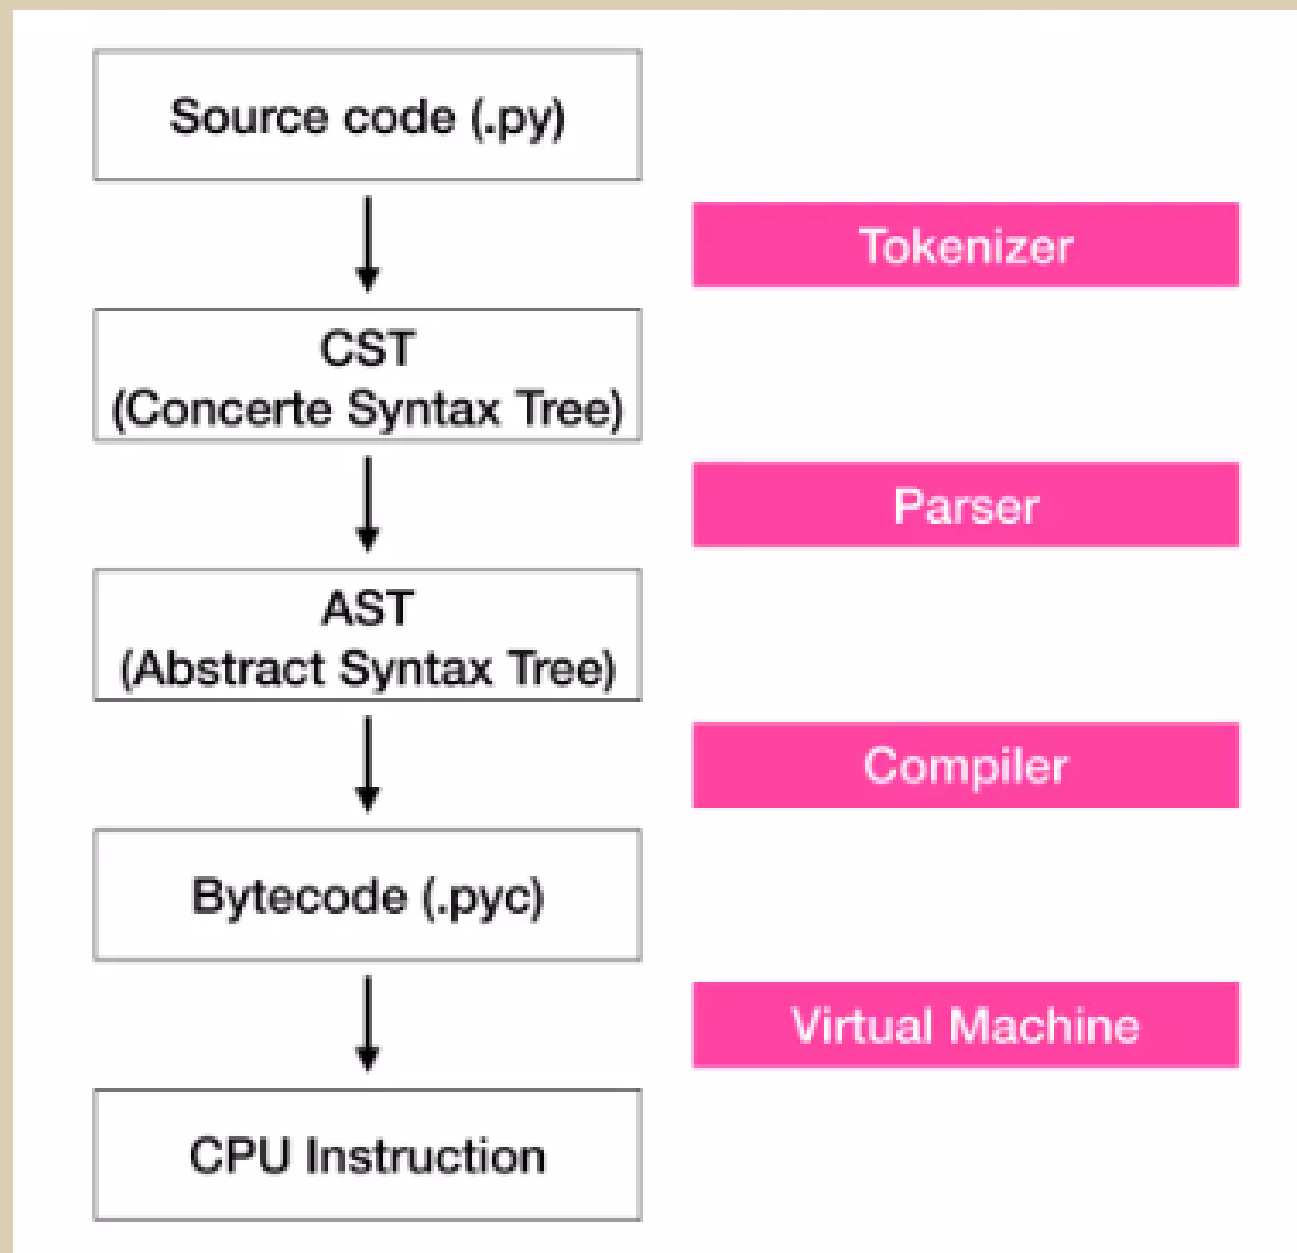 Source code (.py)
Tokenizer
CST
(Concerte Syntax Tree)
Parser
AST
(Abstract Syntax Tree)
Compiler
Bytecode (.pyc)
Virtual Machine
CPU Instruction